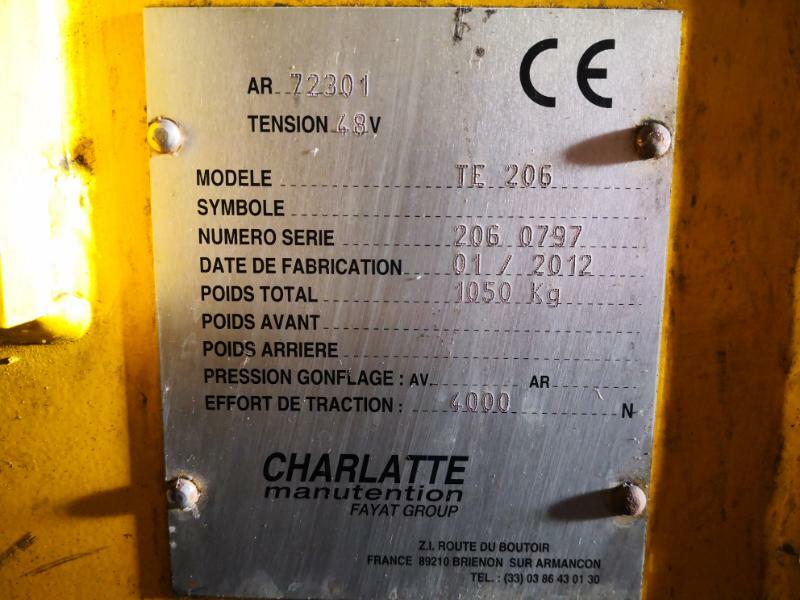 CE
AR 72301
TENSION 48 V
MODELE TE 206
SYMBOLE
NUMERO SERIE 206 0797
DATE DE FABRICATION 01 / 2012
POIDS TOTAL 1050 Kg
POIDS AVANT
POIDS ARRIERE
PRESSION GONFLAGE : AV. AR
EFFORT DE TRACTION : 4000 N
CHARLATTE
manutention
FAYAT GROUP
Z.I. ROUTE DU BOUTOIR
FRANCE 89210 BRIENON SUR ARMANCON
TEL. : (33) 03 86 43 01 30